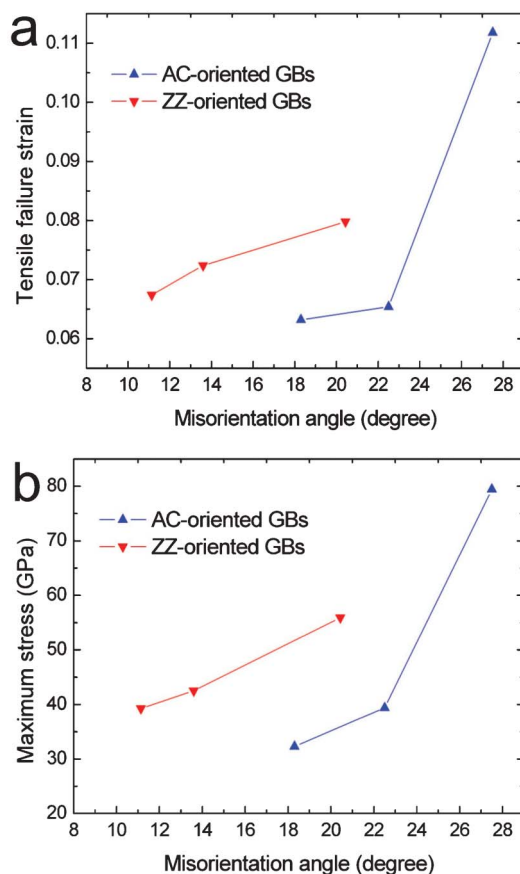 a
0.11
0.10
0.09
0.08
0.07
0.06
Tensile failure strain
AC-oriented GBs
ZZ-oriented GBs
8 10 12 14 16 18 20 22 24 26 28
Misorientation angle (degree)
b
80
70
60
50
40
30
20
Maximum stress (GPa)
AC-oriented GBs
ZZ-oriented GBs
10 12 14 16 18 20 22 24 26 28
Misorientation angle (degree)